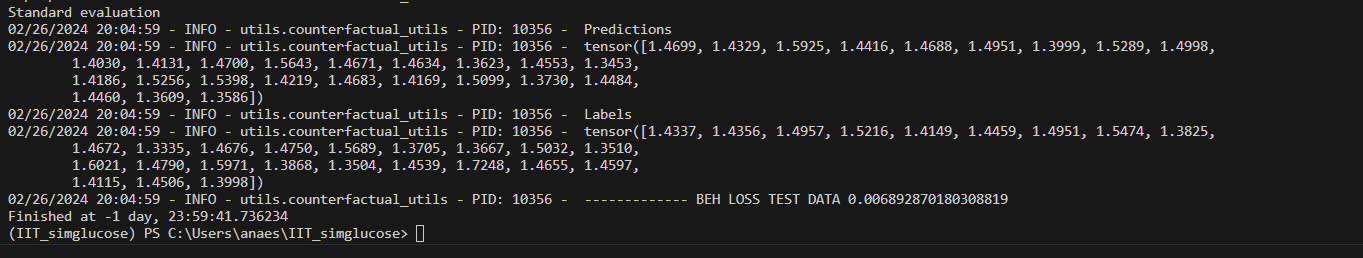 Standard evaluation
02/26/2024 20:04:59 - INFO - utils.counterfactual_utils - PID: 10356 -  Predictions
02/26/2024 20:04:59 - INFO - utils.counterfactual_utils - PID: 10356 -  tensor([1.4699, 1.4329, 1.5925, 1.4416, 1.4688, 1.4951, 1.3999, 1.5289, 1.4998,
        1.4030, 1.4131, 1.4700, 1.5643, 1.4671, 1.4634, 1.3623, 1.4553, 1.3453,
        1.4186, 1.5256, 1.5398, 1.4219, 1.4683, 1.4169, 1.5099, 1.3730, 1.4484,
        1.4460, 1.3609, 1.3586])
02/26/2024 20:04:59 - INFO - utils.counterfactual_utils - PID: 10356 -  Labels
02/26/2024 20:04:59 - INFO - utils.counterfactual_utils - PID: 10356 -  tensor([1.4337, 1.4356, 1.4957, 1.5216, 1.4149, 1.4459, 1.4951, 1.5474, 1.3825,
        1.4672, 1.3335, 1.4676, 1.4750, 1.5689, 1.3705, 1.3667, 1.5032, 1.3510,
        1.6021, 1.4790, 1.5971, 1.3868, 1.3504, 1.4539, 1.7248, 1.4655, 1.4597,
        1.4115, 1.4506, 1.3998])
02/26/2024 20:04:59 - INFO - utils.counterfactual_utils - PID: 10356 -  ------------- BEH LOSS TEST DATA 0.006892870180308819
Finished at -1 day, 23:59:41.736234
(IIT_simglucose) PS C:\Users\anaes\IIT_simglucose>